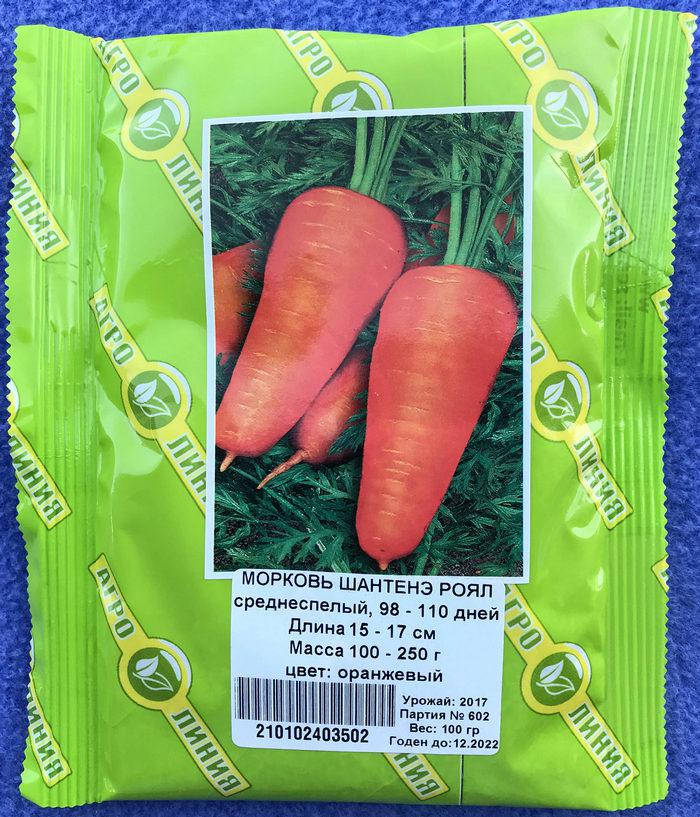 АГРО
ЛИНИЯ
МОРКОВЬ ШАНТЕНЭ РОЯЛ
среднеспелый, 98 - 110 дней
Длина 15 - 17 см
Масса 100 - 250 г
цвет: оранжевый
210102403502
Урожай: 2017
Партия № 602
Вес: 100 гр
Годен до:12.2022